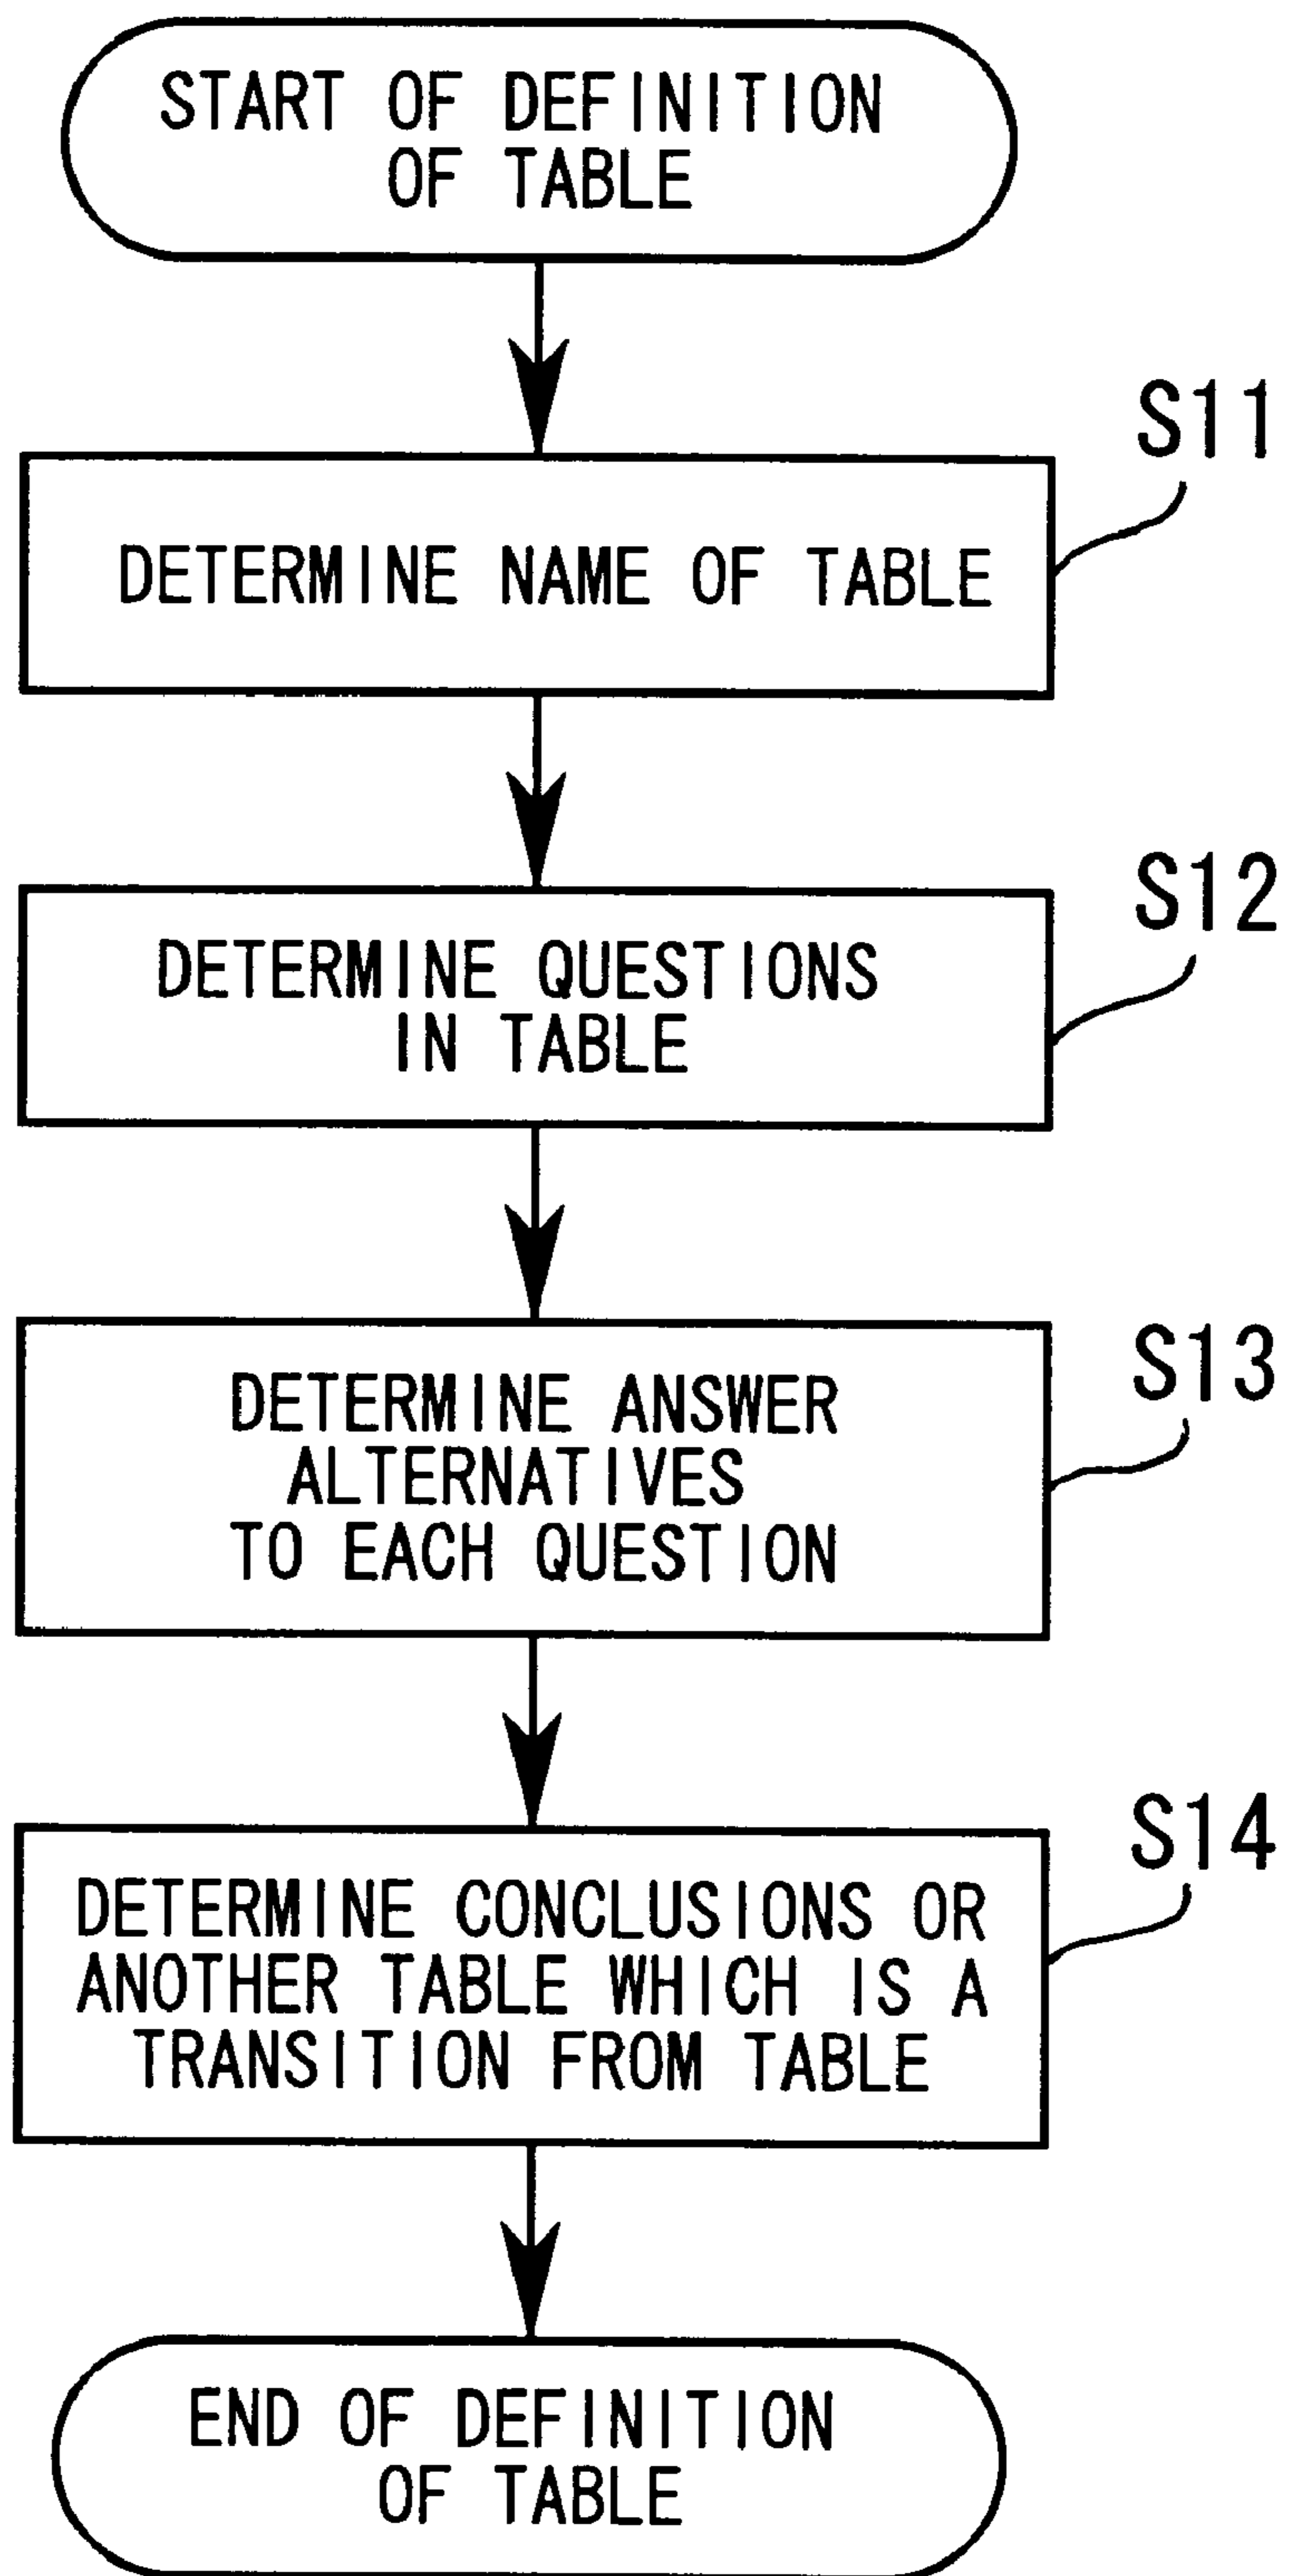 START OF DEFINITION
OF TABLE
S11
DETERMINE NAME OF TABLE
S12
DETERMINE QUESTIONS
IN TABLE
S13
DETERMINE ANSWER
ALTERNATIVES
TO EACH QUESTION
S14
DETERMINE CONCLUSIONS OR
ANOTHER TABLE WHICH IS A
TRANSITION FROM TABLE
END OF DEFINITION
OF TABLE